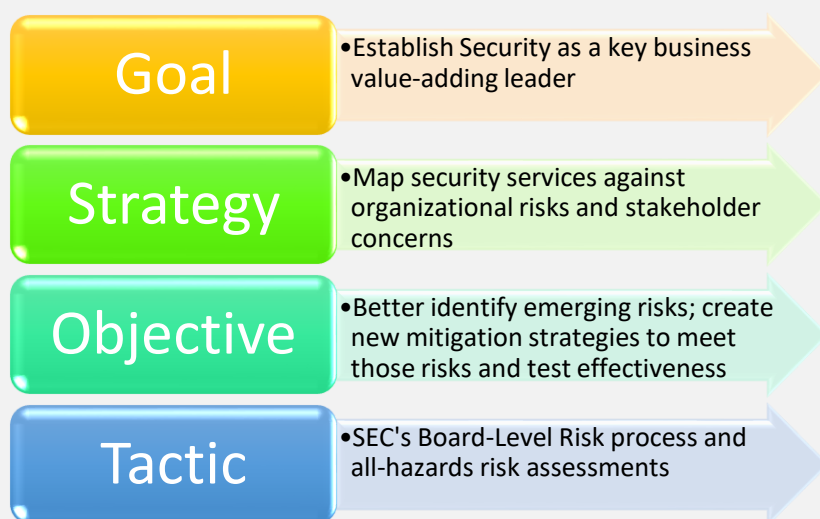 Goal
•Establish Security as a key business
value-adding leader
Strategy
•Map security services against
organizational risks and stakeholder
concerns
Objective
•Better identify emerging risks; create
new mitigation strategies to meet
those risks and test effectiveness
Tactic
•SEC's Board-Level Risk process and
all-hazards risk assessments